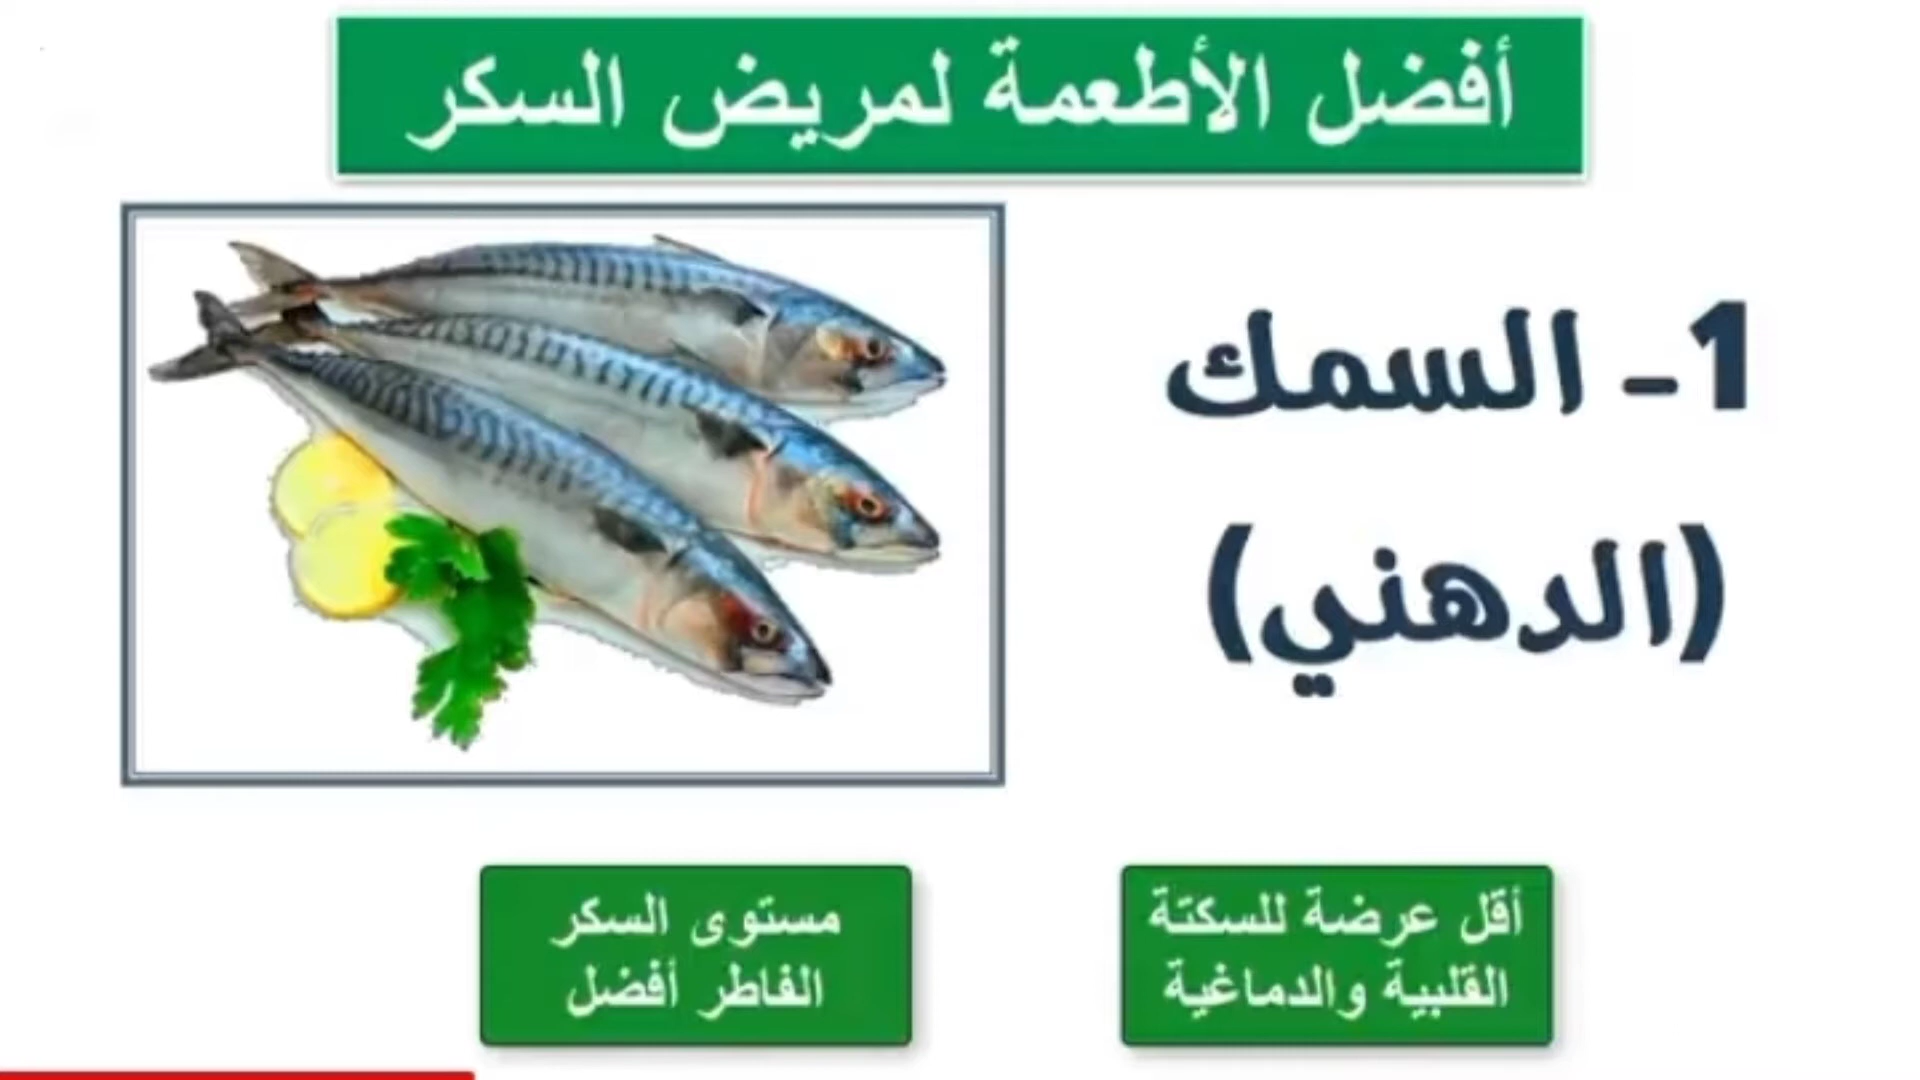 أفضل الأطعمة لمريض السكر
1- السمك
(الدهني)
أقل عرضة للسكتة
القلبية والدماغية
مستوى السكر
الفاطر أفضل